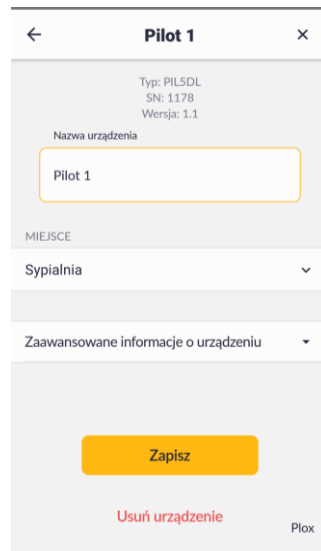 Pilot 1
Typ: PIL5DL
SN: 1178
Wersja: 1.1
Nazwa urządzenia
Pilot 1
MIEJSCE
Sypialnia
Zaawansowane informacje o urządzeniu
Zapisz
Usuń urządzenie
Plox